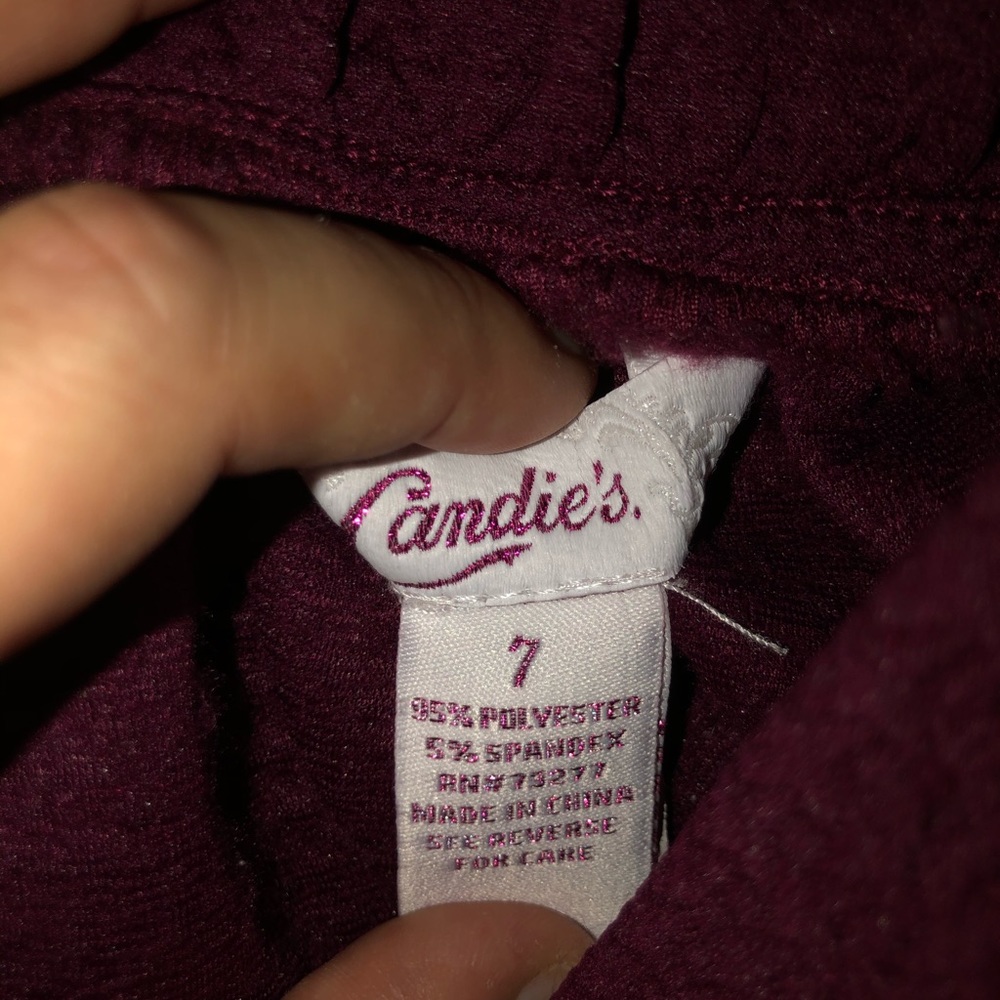 Candie's.
7
95% POLYESTER
5% SPANDEX
RN#73277
MADE IN CHINA
SEE REVERSE
FOR CARE